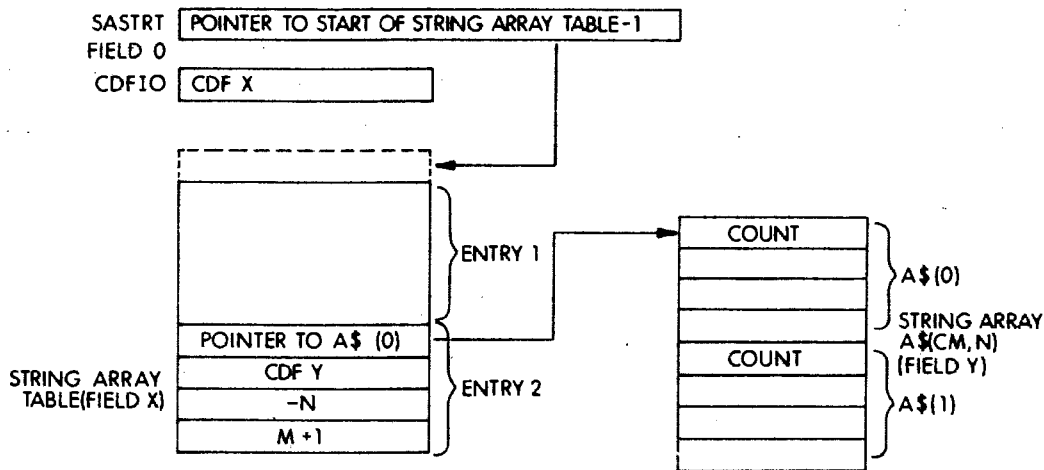 SASTRT
POINTER TO START OF STRING ARRAY TABLE-1
FIELD 0
CDFIO
CDF X
ENTRY 1
POINTER TO A$ (0)
CDF Y
-N
M +1
ENTRY 2
STRING ARRAY
TABLE(FIELD X)
COUNT
A$(0)
STRING ARRAY
A$(CM,N)
(FIELD Y)
COUNT
A$(1)